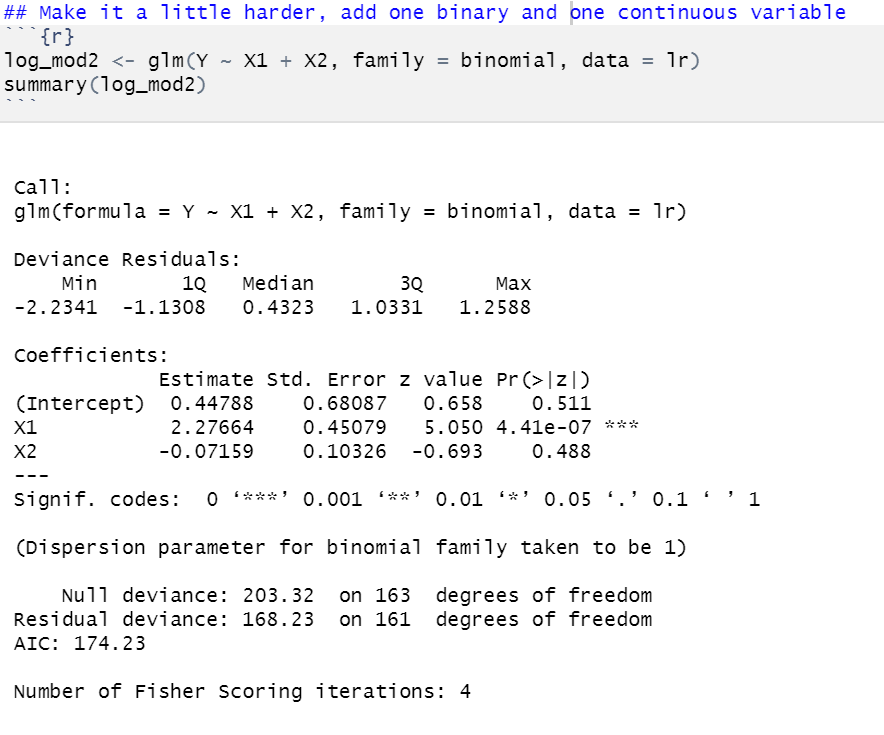 ## Make it a little harder, add one binary and one continuous variable
```{r}
log_mod2 <- glm(Y ~ X1 + X2, family = binomial, data = lr)
summary(log_mod2)
```
Call:
glm(formula = Y ~ X1 + X2, family = binomial, data = lr)
Deviance Residuals:
    Min       1Q   Median       3Q      Max
-2.2341  -1.1308   0.4323   1.0331   1.2588
Coefficients:
            Estimate Std. Error z value Pr(>|z|)
(Intercept)  0.44788    0.68087   0.658    0.511
X1           2.27664    0.45079   5.050 4.41e-07 ***
X2          -0.07159    0.10326  -0.693    0.488
---
Signif. codes:  0 ‘***’ 0.001 ‘**’ 0.01 ‘*’ 0.05 ‘.’ 0.1 ‘ ’ 1
(Dispersion parameter for binomial family taken to be 1)
    Null deviance: 203.32  on 163  degrees of freedom
Residual deviance: 168.23  on 161  degrees of freedom
AIC: 174.23
Number of Fisher Scoring iterations: 4